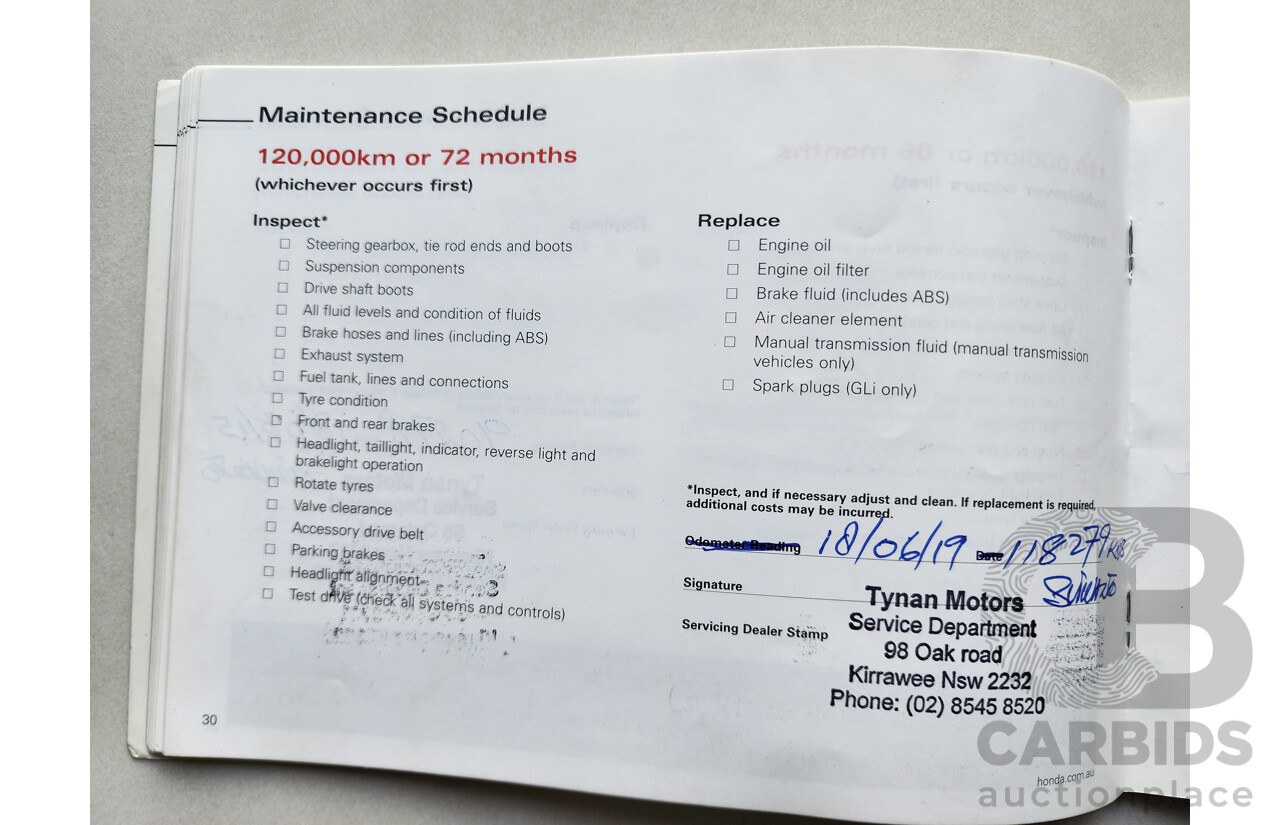 Maintenance Schedule
120,000km or 72 months
(whichever occurs first)
Inspect*
Steering gearbox, tie rod ends and boots
Suspension components
Drive shaft boots
All fluid levels and condition of fluids
Brake hoses and lines (including ABS)
Exhaust system
Fuel tank, lines and connections
Tyre condition
Front and rear brakes
Headlight, taillight, indicator, reverse light and
brakelight operation
Rotate tyres
Valve clearance
Accessory drive belt
Parking brakes
Headlight alignment
Test drive (check all systems and controls)
Replace
Engine oil
Engine oil filter
Brake fluid (includes ABS)
Air cleaner element
Manual transmission fluid (manual transmission
vehicles only)
Spark plugs (GLi only)
*Inspect, and if necessary adjust and clean. If replacement is required,
additional costs may be incurred.
Odometer Reading 18/06/19 Date 118279 KMS
Signature
Servicing Dealer Stamp
Tynan Motors
Service Department
98 Oak road
Kirrawee Nsw 2232
Phone: (02) 8545 8520
30
honda.com.au
CARBIDS
auctionplace